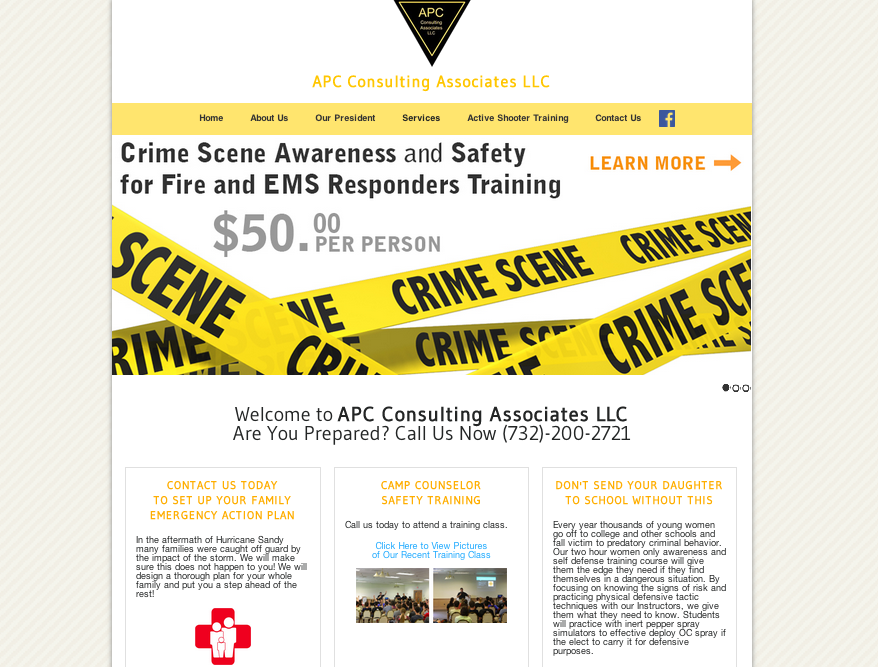 APC
Consulting
Associates
LLC
APC Consulting Associates LLC
Home About Us Our President Services Active Shooter Training Contact Us f
Crime Scene Awareness and Safety
for Fire and EMS Responders Training
LEARN MORE
$50.00
PER PERSON
SCENE
CRIME SCENE
CRIME SCEN
CRIME SCE
RIME
CRIME SCEN
CRI
Welcome to APC Consulting Associates LLC
Are You Prepared? Call Us Now (732)-200-2721
CONTACT US TODAY
TO SET UP YOUR FAMILY
EMERGENCY ACTION PLAN
In the aftermath of Hurricane Sandy
many families were caught off guard by
the impact of the storm. We will make
sure this does not happen to you! We will
design a thorough plan for your whole
family and put you a step ahead of the
rest!
CAMP COUNSELOR
SAFETY TRAINING
Call us today to attend a training class.
Click Here to View Pictures
of Our Recent Training Class
DON'T SEND YOUR DAUGHTER
TO SCHOOL WITHOUT THIS
Every year thousands of young women
go off to college and other schools and
fall victim to predatory criminal behavior.
Our two hour women only awareness and
self defense training course will give
them the edge they need if they find
themselves in a dangerous situation. By
focusing on knowing the signs of risk and
practicing physical defensive tactic
techniques with our Instructors, we give
them what they need to know. Students
will practice with inert pepper spray
simulators to effective deploy OC spray if
the elect to carry it for defensive
purposes.